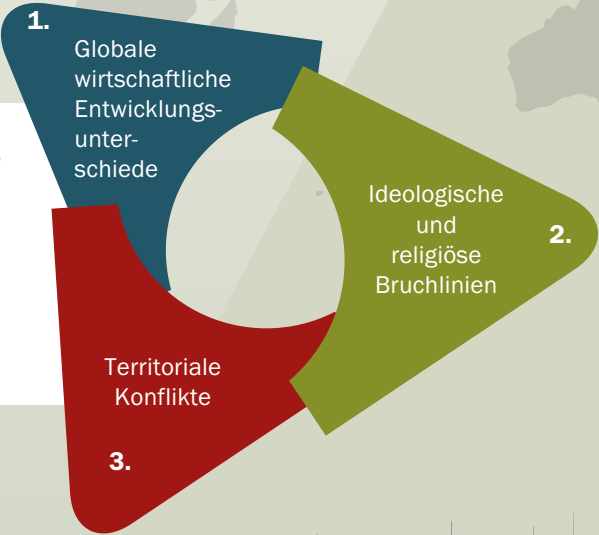 1.
Globale
wirtschaftliche
Entwicklungs-
unter-
schiede
Ideologische
und
religiöse
Bruchlinien
2.
Territoriale
Konflikte
3.